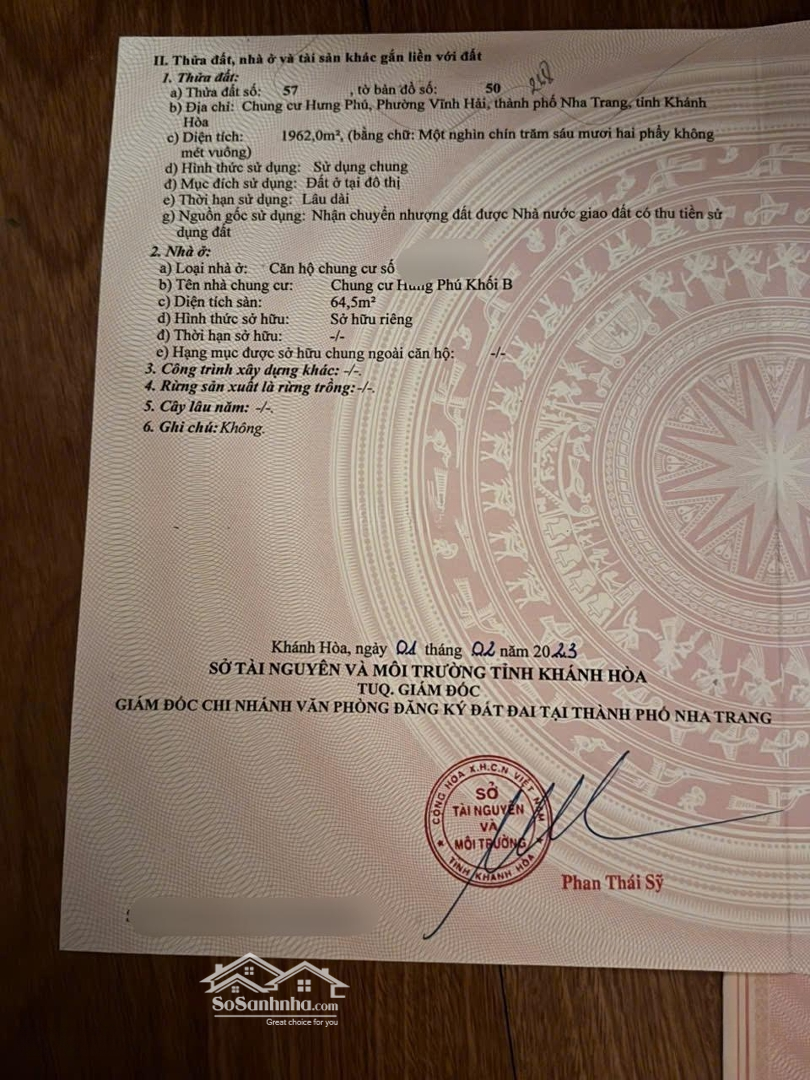 II. Thửa đất, nhà ở và tài sản khác gắn liền với đất
1. Thửa đất:
a) Thửa đất số: 57 , tờ bản đồ số: 50
268
b) Địa chỉ: Chung cư Hưng Phú, Phường Vĩnh Hải, thành phố Nha Trang, tỉnh Khánh
Hòa
c) Diện tích: 1962,0m², (bằng chữ: Một nghìn chín trăm sáu mươi hai phẩy không
mét vuông)
d) Hình thức sử dụng: Sử dụng chung
đ) Mục đích sử dụng: Đất ở tại đô thị
e) Thời hạn sử dụng: Lâu dài
g) Nguồn gốc sử dụng: Nhận chuyển nhượng đất được Nhà nước giao đất có thu tiền sử
dụng đất
2. Nhà ở:
a) Loại nhà ở: Căn hộ chung cư số
b) Tên nhà chung cư: Chung cư Hưng Phú Khối B
c) Diện tích sàn: 64,5m²
d) Hình thức sở hữu: Sở hữu riêng
đ) Thời hạn sở hữu: -/-
e) Hạng mục được sở hữu chung ngoài căn hộ: -/-
3. Công trình xây dựng khác: -/-.
4. Rừng sản xuất là rừng trồng:-/-.
5. Cây lâu năm: -/-.
6. Ghi chú:Không.
Khánh Hòa, ngày 01 tháng 02 năm 2023
SỞ TÀI NGUYÊN VÀ MÔI TRƯỜNG TỈNH KHÁNH HÒA
TUQ. GIÁM ĐỐC
GIÁM ĐỐC CHI NHÁNH VĂN PHÒNG ĐĂNG KÝ ĐẤT ĐAI TẠI THÀNH PHỐ NHA TRANG
CỘNG HÒA X.H.C.N VIỆT NAM
SỞ
TÀI NGUYÊN
VÀ
MÔI TRƯỜNG
TỈNH KHÁNH HÒA
Phan Thái Sỹ
SoSanhnha.com
Great choice for you